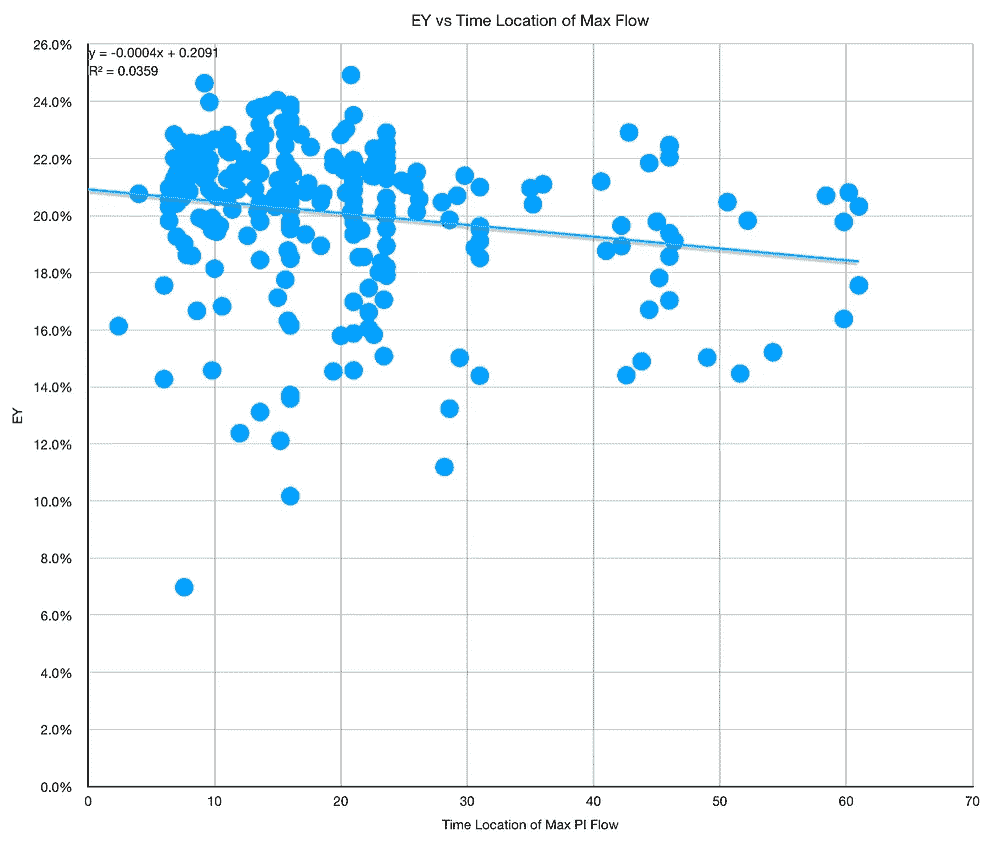 EY vs Time Location of Max Flow
26.0%
y = -0.0004x + 0.2091
R² = 0.0359
24.0%
22.0%
20.0%
18.0%
16.0%
14.0%
EY
12.0%
10.0%
8.0%
6.0%
4.0%
2.0%
0.0%
0 10 20 30 40 50 60 70
Time Location of Max PI Flow